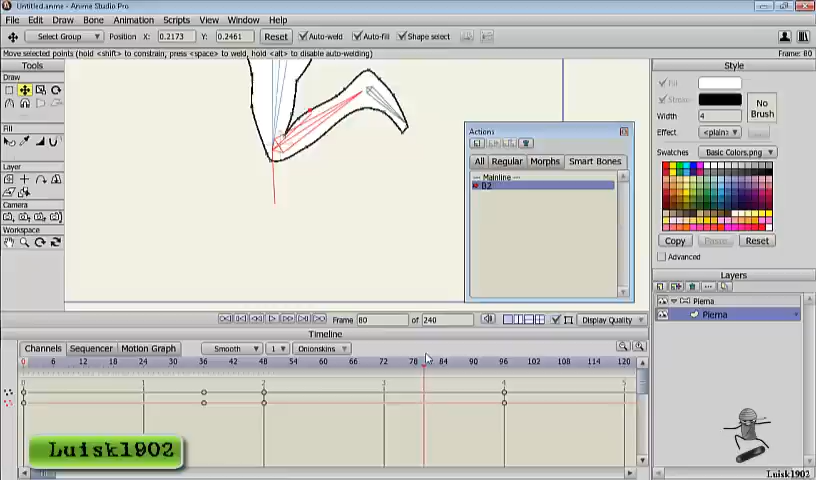 Untitled.anme - Anime Studio Pro
File Edit Draw Bone Animation Scripts View Window Help
Select Group Position X: 0.2173 Y: 0.2461 Reset Auto-weld Auto-fill Shape select
Move selected points (hold <shift> to constrain, press <space> to weld, hold <alt> to disable auto-welding) Frame: 80
Tools
Draw
Fill
Layer
Camera
Workspace
Actions
All Regular Morphs Smart Bones
--- Mainline ---
B2
Style
Fill
Stroke
Width 4
Effect <plain>
No
Brush
Swatches Basic Colors.png
Copy Paste Reset
Advanced
Layers
Pierna
Pierna
Frame 80 of 240 Display Quality
Timeline
Channels Sequencer Motion Graph Smooth 1 Onionskins
0 6 12 18 24 30 36 42 48 54 60 66 72 78 84 90 96 102 108 114 120
0 1 2 3 4 5
Luisk1902
Luisk1902